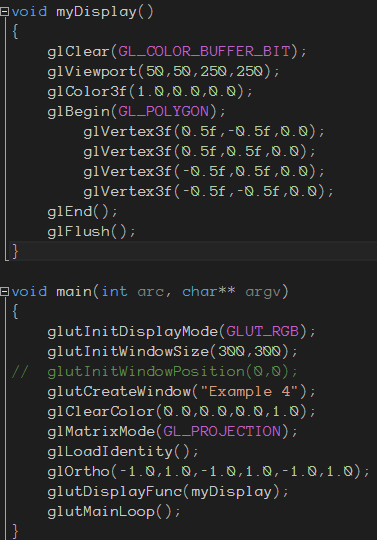 void myDisplay()
{
    glClear(GL_COLOR_BUFFER_BIT);
    glViewport(50,50,250,250);
    glColor3f(1.0,0.0,0.0);
    glBegin(GL_POLYGON);
        glVertex3f(0.5f,-0.5f,0.0);
        glVertex3f(0.5f,0.5f,0.0);
        glVertex3f(-0.5f,0.5f,0.0);
        glVertex3f(-0.5f,-0.5f,0.0);
    glEnd();
    glFlush();
}
void main(int arc, char** argv)
{
    glutInitDisplayMode(GLUT_RGB);
    glutInitWindowSize(300,300);
//  glutInitWindowPosition(0,0);
    glutCreateWindow("Example 4");
    glClearColor(0.0,0.0,0.0,1.0);
    glMatrixMode(GL_PROJECTION);
    glLoadIdentity();
    glOrtho(-1.0,1.0,-1.0,1.0,-1.0,1.0);
    glutDisplayFunc(myDisplay);
    glutMainLoop();
}